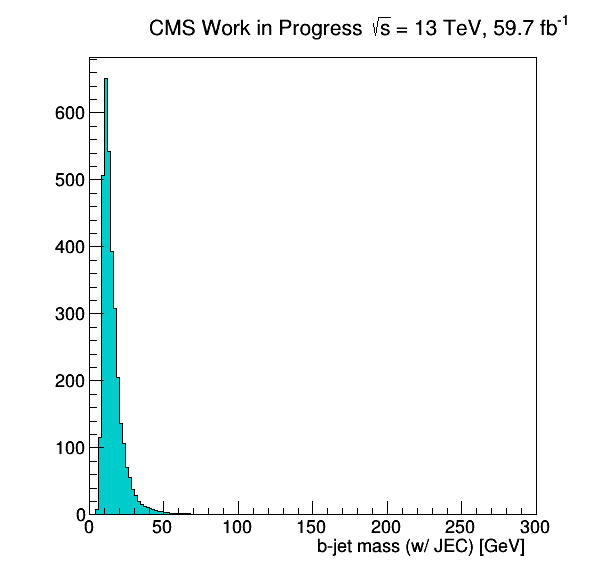 CMS Work in Progress √s = 13 TeV, 59.7 fb⁻¹
600
500
400
300
200
100
0
0 50 100 150 200 250 300
b-jet mass (w/ JEC) [GeV]